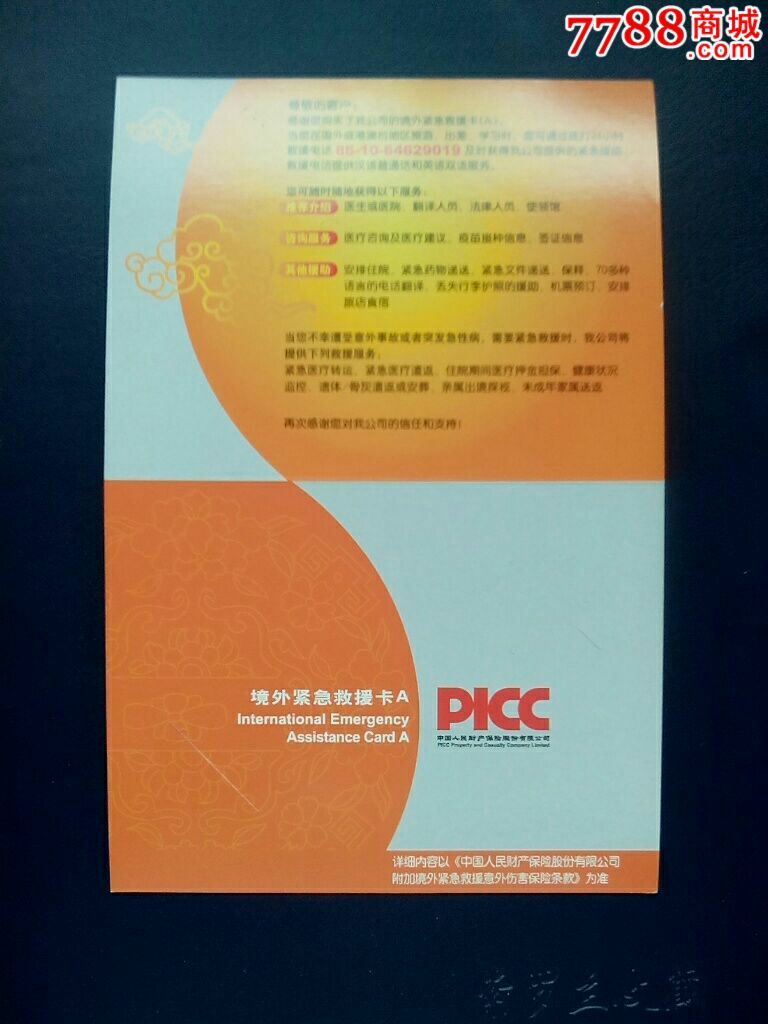 7788商城
.com
尊敬的客户：
感谢您购买了我公司的境外紧急救援卡(A)。
当您在国外或港澳台地区旅游、出差、学习时，您可通过拨打24小时
救援电话 86-10-64629019 及时获得我公司提供的紧急援助，
救援电话提供汉语普通话和英语双语服务。
您可随时随地获得以下服务：
推荐介绍 医生或医院、翻译人员、法律人员、使领馆
咨询服务 医疗咨询及医疗建议、疫苗接种信息、签证信息
其他援助 安排住院、紧急药物递送、紧急文件递送、保释、70多种
语言的电话翻译、丢失行李护照的援助、机票预订、安排
旅店食宿
当您不幸遭受意外事故或者突发急性病，需要紧急救援时，我公司将
提供下列救援服务：
紧急医疗转运、紧急医疗遣返、住院期间医疗押金担保、健康状况
监控、遗体/骨灰遣返或安葬、亲属出境探视、未成年家属送返
再次感谢您对我公司的信任和支持！
境外紧急救援卡A
International Emergency
Assistance Card A
PICC
中国人民财产保险股份有限公司
PICC Property and Casualty Company Limited
详细内容以《中国人民财产保险股份有限公司
附加境外紧急救援意外伤害保险条款》为准